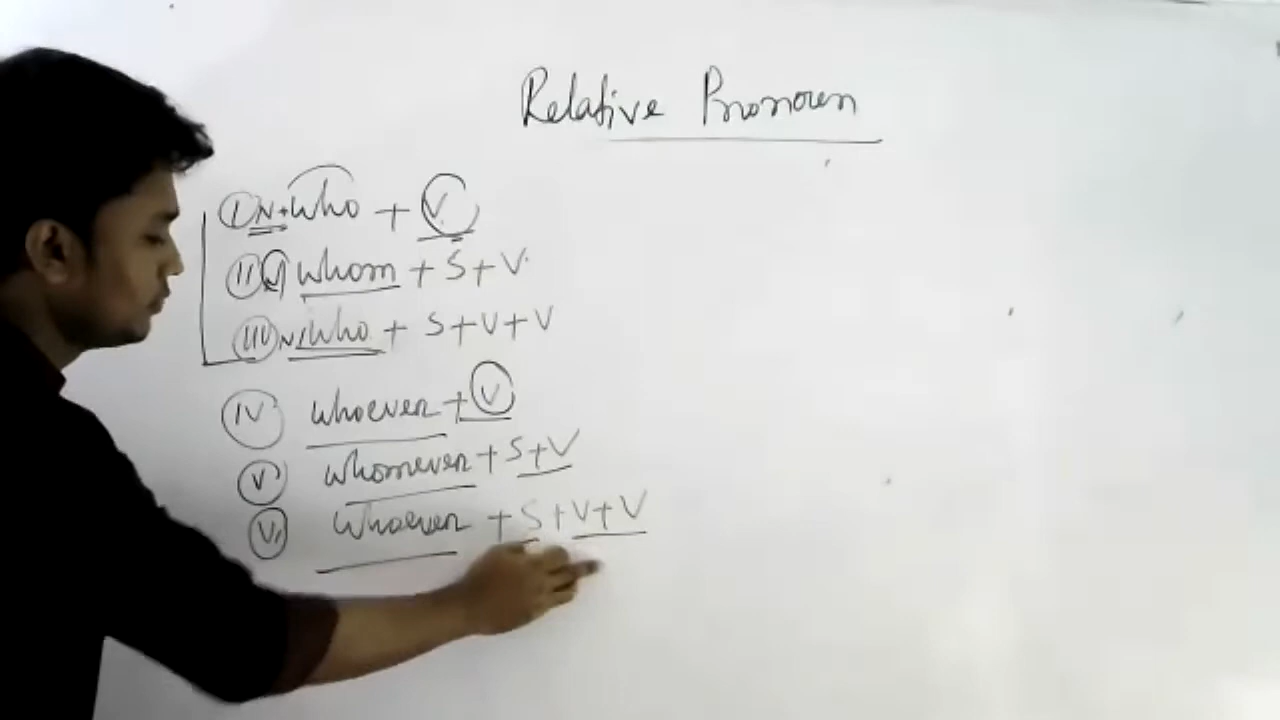 Relative Pronoun
I N+Who + V
II N whom + S + V
III N+Who + S + V + V
IV whoever + V
V whomever + S + V
VI Whoever + S + V + V